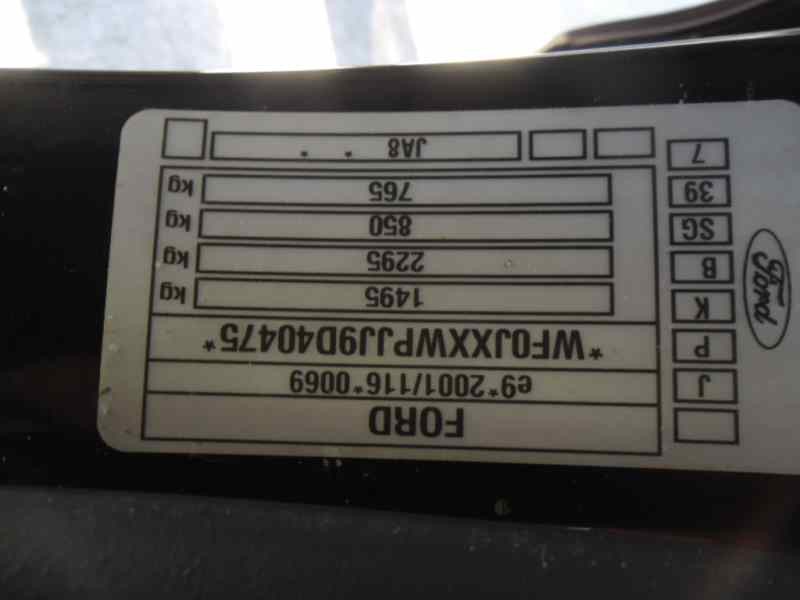 FORD
e9*2001/116*0069
*WF0JXXWPJJ9D40475*
1495 kg
2295 kg
850 kg
765 kg
JA8 * *
Ford
J
P
K
B
SG
39
7